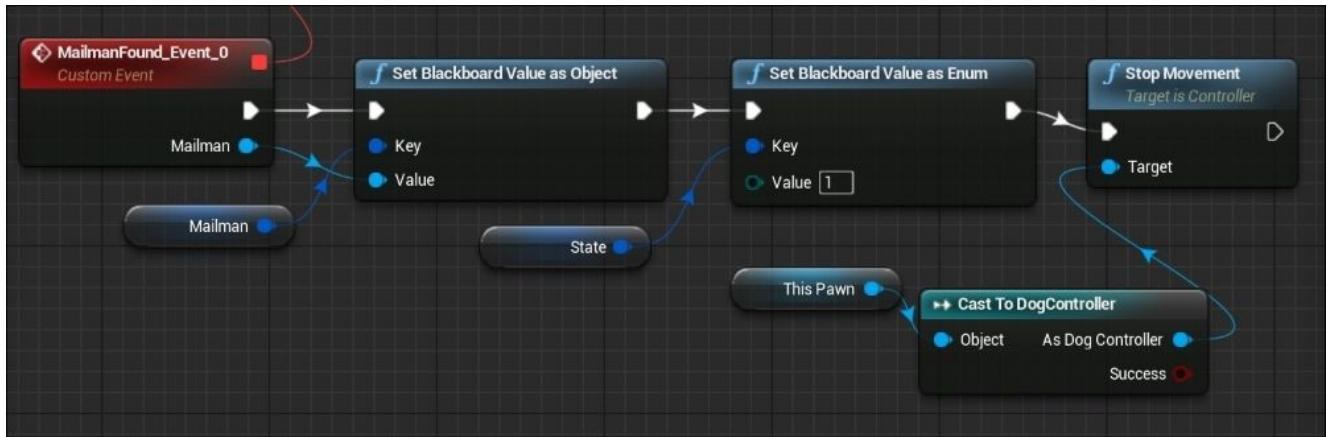 MailmanFound_Event_0
Custom Event
Mailman
Mailman
Set Blackboard Value as Object
Key
Value
State
Set Blackboard Value as Enum
Key
Value 1
This Pawn
Cast To DogController
Object As Dog Controller
Success
Stop Movement
Target is Controller
Target